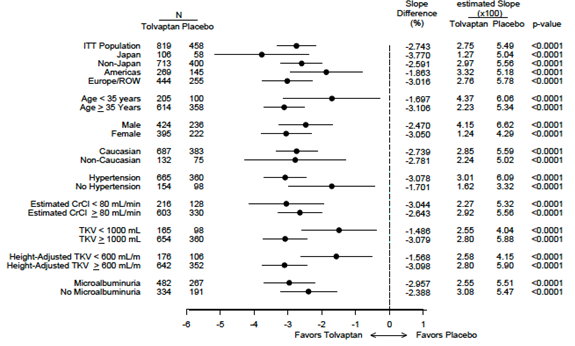 N Slope Difference (%) estimated Slope (x100)
Tolvaptan Placebo Tolvaptan Placebo p-value
ITT Population 819 458 -2.743 2.75 5.49 <0.0001
Japan 106 58 -3.770 1.27 5.04 <0.0001
Non-Japan 713 400 -2.591 2.97 5.56 <0.0001
Americas 269 145 -1.863 3.32 5.18 <0.0001
Europe/ROW 444 255 -3.016 2.76 5.78 <0.0001
Age < 35 years 205 100 -1.697 4.37 6.06 <0.0001
Age ≥ 35 Years 614 358 -3.106 2.23 5.34 <0.0001
Male 424 236 -2.470 4.15 6.62 <0.0001
Female 395 222 -3.050 1.24 4.29 <0.0001
Caucasian 687 383 -2.739 2.85 5.59 <0.0001
Non-Caucasian 132 75 -2.781 2.24 5.02 <0.0001
Hypertension 665 360 -3.078 3.01 6.09 <0.0001
No Hypertension 154 98 -1.701 1.62 3.32 <0.0001
Estimated CrCl < 80 mL/min 216 128 -3.044 2.27 5.32 <0.0001
Estimated CrCl ≥ 80 mL/min 603 330 -2.643 2.92 5.56 <0.0001
TKV < 1000 mL 165 98 -1.486 2.55 4.04 <0.0001
TKV ≥ 1000 mL 654 360 -3.079 2.80 5.88 <0.0001
Height-Adjusted TKV < 600 mL/m 176 106 -1.568 2.58 4.15 <0.0001
Height-Adjusted TKV ≥ 600 mL/m 642 352 -3.098 2.80 5.90 <0.0001
Microalbuminuria 482 267 -2.957 2.55 5.51 <0.0001
No Microalbuminuria 334 191 -2.388 3.08 5.47 <0.0001
-6 -5 -4 -3 -2 -1 0 1
Favors Tolvaptan Favors Placebo